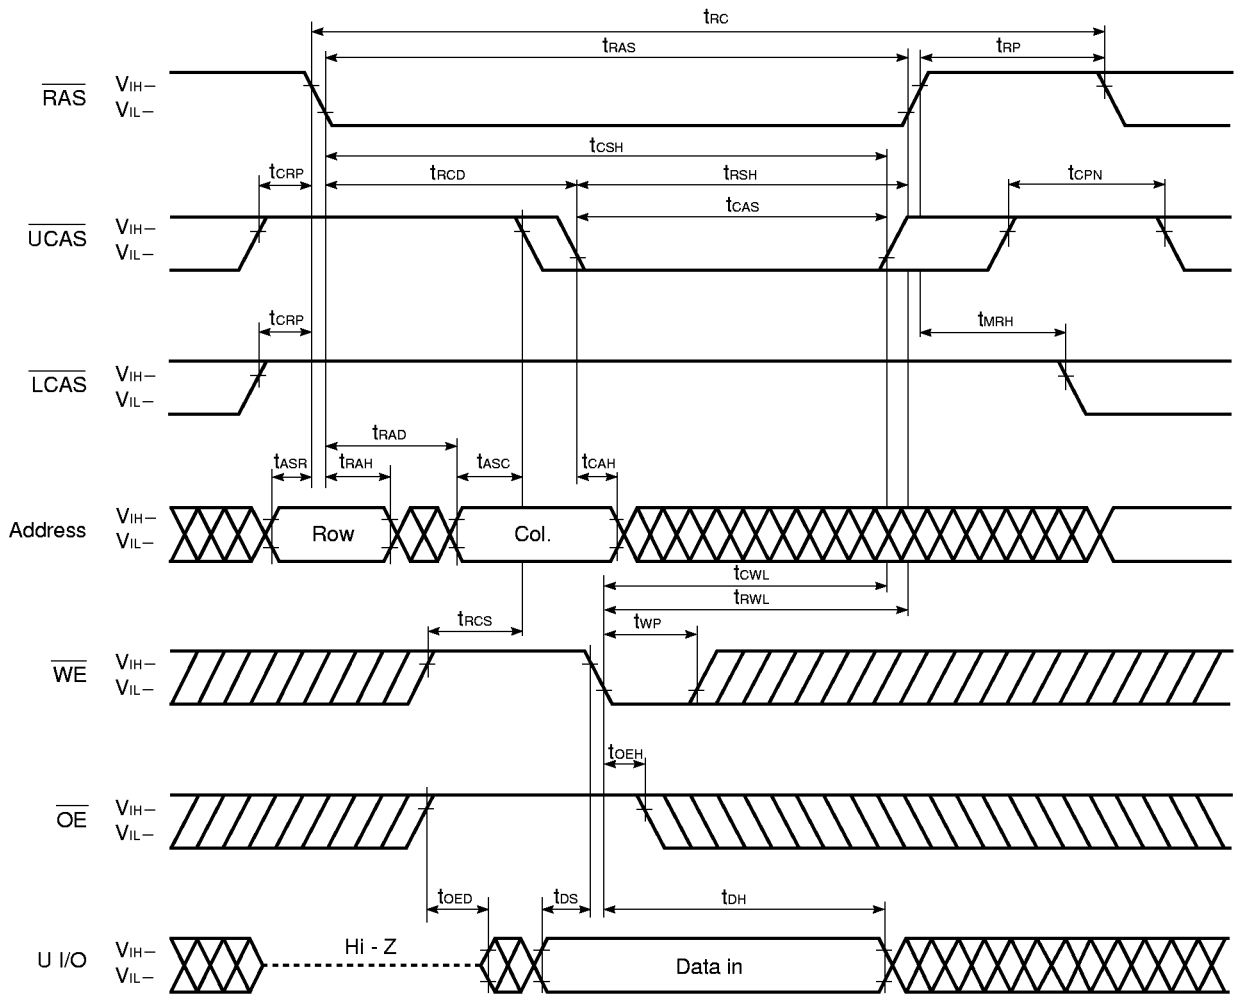 tRC
tRAS
tRP
RAS
VIH–
VIL–
tCSH
tCRP
tRCD
tRSH
tCPN
tCAS
UCAS
VIH–
VIL–
tCRP
tMRH
LCAS
VIH–
VIL–
tRAD
tASR
tRAH
tASC
tCAH
Address
VIH–
VIL–
Row
Col.
tCWL
tRWL
tRCS
tWP
WE
VIH–
VIL–
tOEH
OE
VIH–
VIL–
tOED
tDS
tDH
U I/O
VIH–
VIL–
Hi - Z
Data in